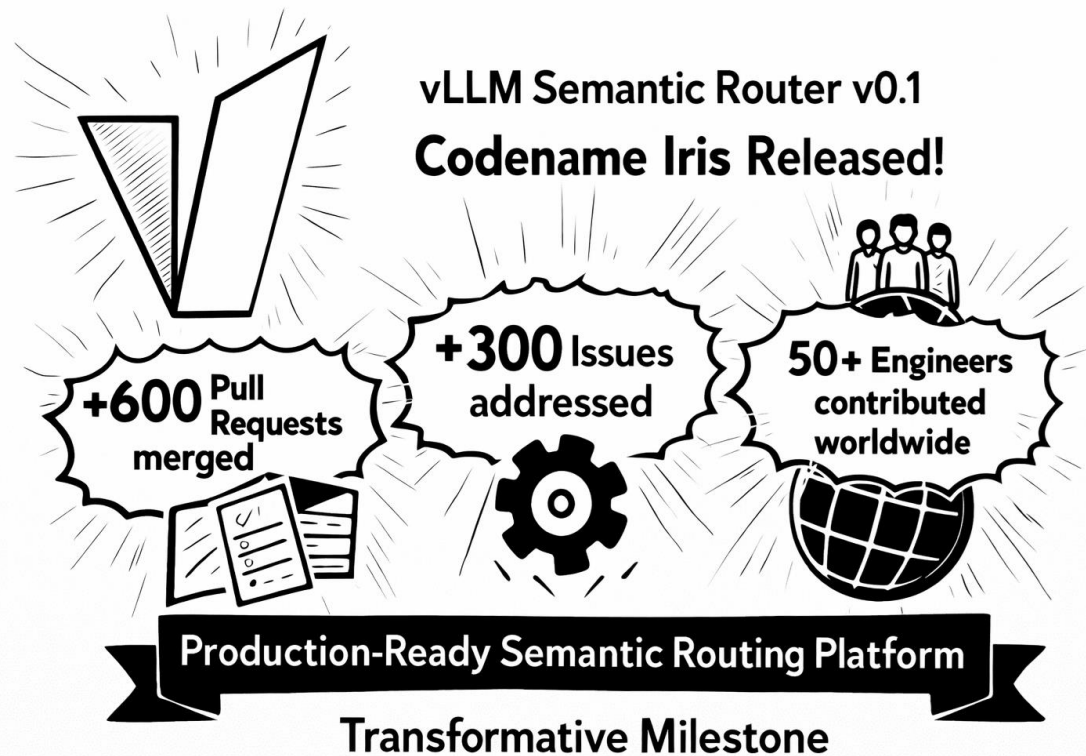 vLLM Semantic Router v0.1
Codename Iris Released!
+600 Pull
Requests
merged
+300 Issues
addressed
50+ Engineers
contributed
worldwide
Production-Ready Semantic Routing Platform
Transformative Milestone